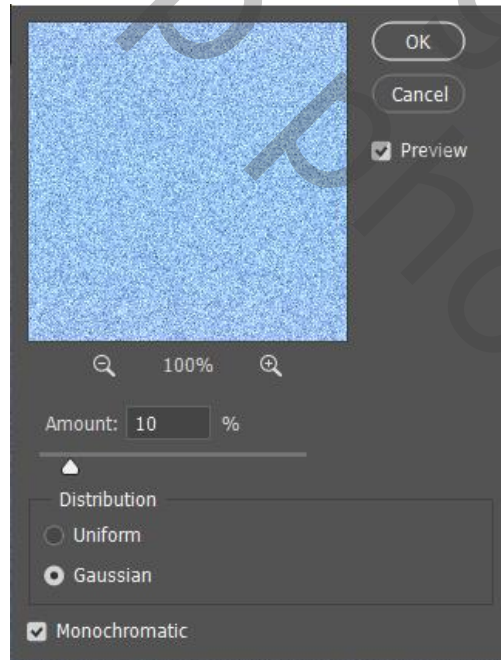 OK
Cancel
Preview
100%
Amount: 10 %
Distribution
Uniform
Gaussian
Monochromatic